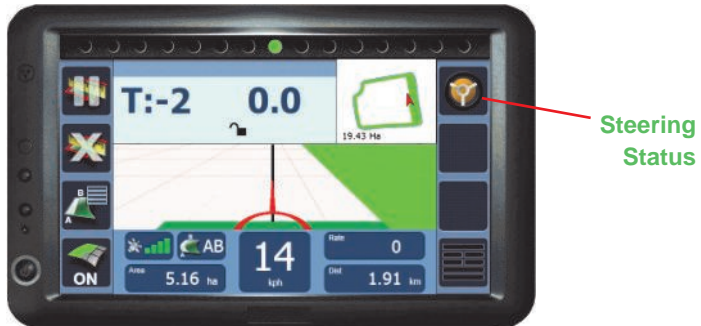 T:-2 0.0
19.43 Ha
Steering
Status
B
A
AB
14
kph
Rate 0
ON
Area 5.16 ha
Dist 1.91 km